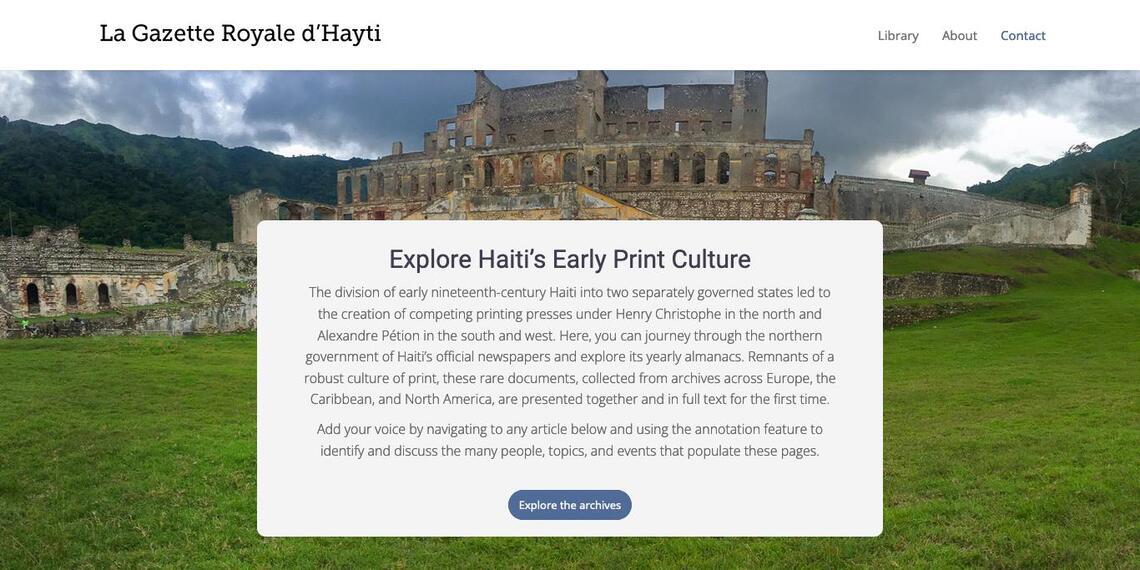 La Gazette Royale d’Hayti
Library About Contact
Explore Haiti’s Early Print Culture
The division of early nineteenth-century Haiti into two separately governed states led to
the creation of competing printing presses under Henry Christophe in the north and
Alexandre Pétion in the south and west. Here, you can journey through the northern
government of Haiti’s official newspapers and explore its yearly almanacs. Remnants of a
robust culture of print, these rare documents, collected from archives across Europe, the
Caribbean, and North America, are presented together and in full text for the first time.
Add your voice by navigating to any article below and using the annotation feature to
identify and discuss the many people, topics, and events that populate these pages.
Explore the archives